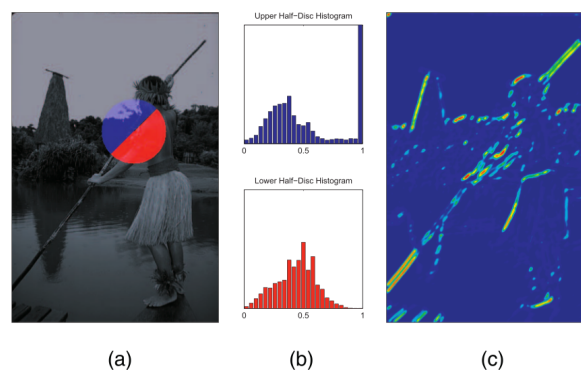 Upper Half−Disc Histogram
0 0.5 1
Lower Half−Disc Histogram
0 0.5 1
(a) (b) (c)